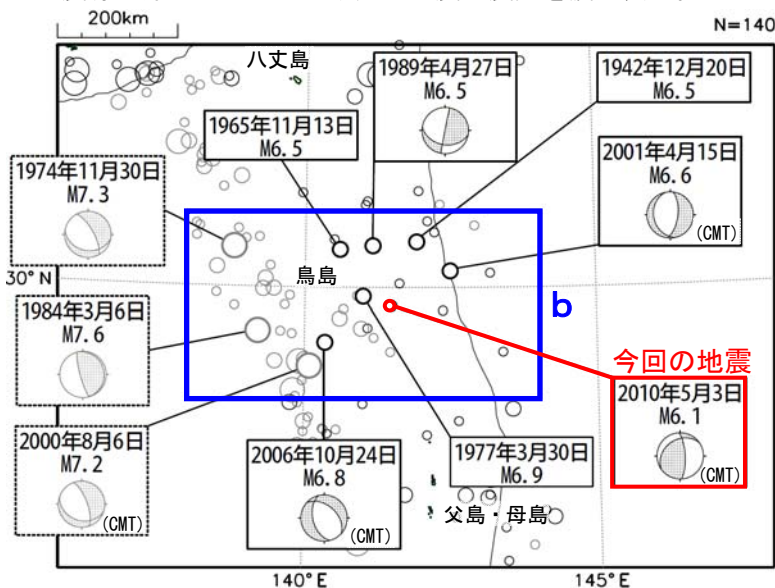 200km
N=140
八丈島
1989年4月27日
M6.5
1942年12月20日
M6.5
1965年11月13日
M6.5
2001年4月15日
M6.6
(CMT)
1974年11月30日
M7.3
30°N
鳥島
b
1984年3月6日
M7.6
今回の地震
2010年5月3日
M6.1
(CMT)
2000年8月6日
M7.2
(CMT)
2006年10月24日
M6.8
(CMT)
1977年3月30日
M6.9
父島・母島
140°E
145°E